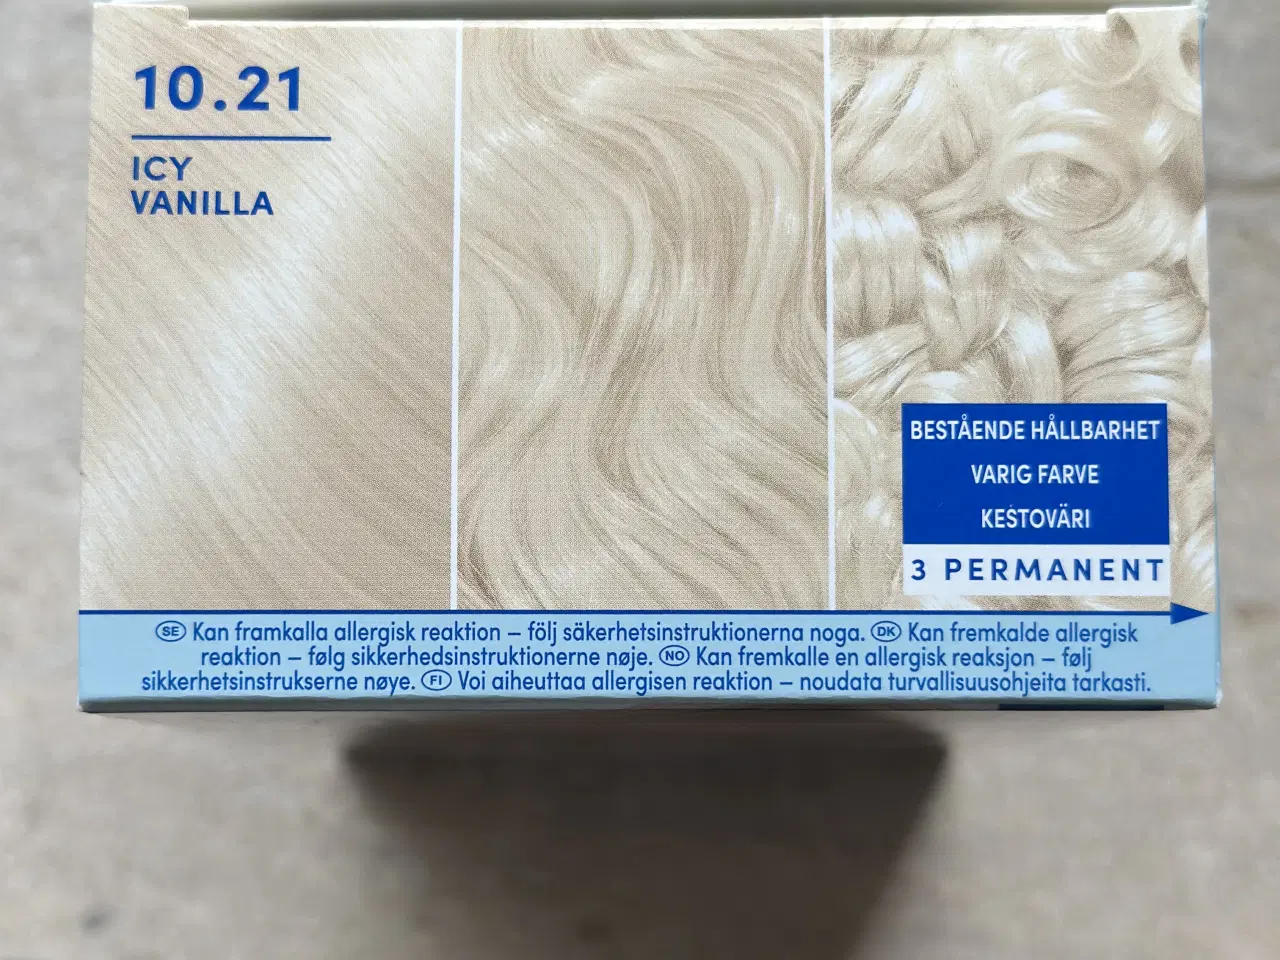 10.21
ICY
VANILLA
BESTÅENDE HÅLLBARHET
VARIG FARVE
KESTOVÄRI
3 PERMANENT
SE Kan framkalla allergisk reaktion – följ säkerhetsinstruktionerna noga. DK Kan fremkalde allergisk
reaktion – følg sikkerhedsinstruktionerne nøje. NO Kan fremkalle en allergisk reaksjon – følj
sikkerhetsinstrukserne nøye. FI Voi aiheuttaa allergisen reaktion – noudata turvallisuusohjeita tarkasti.